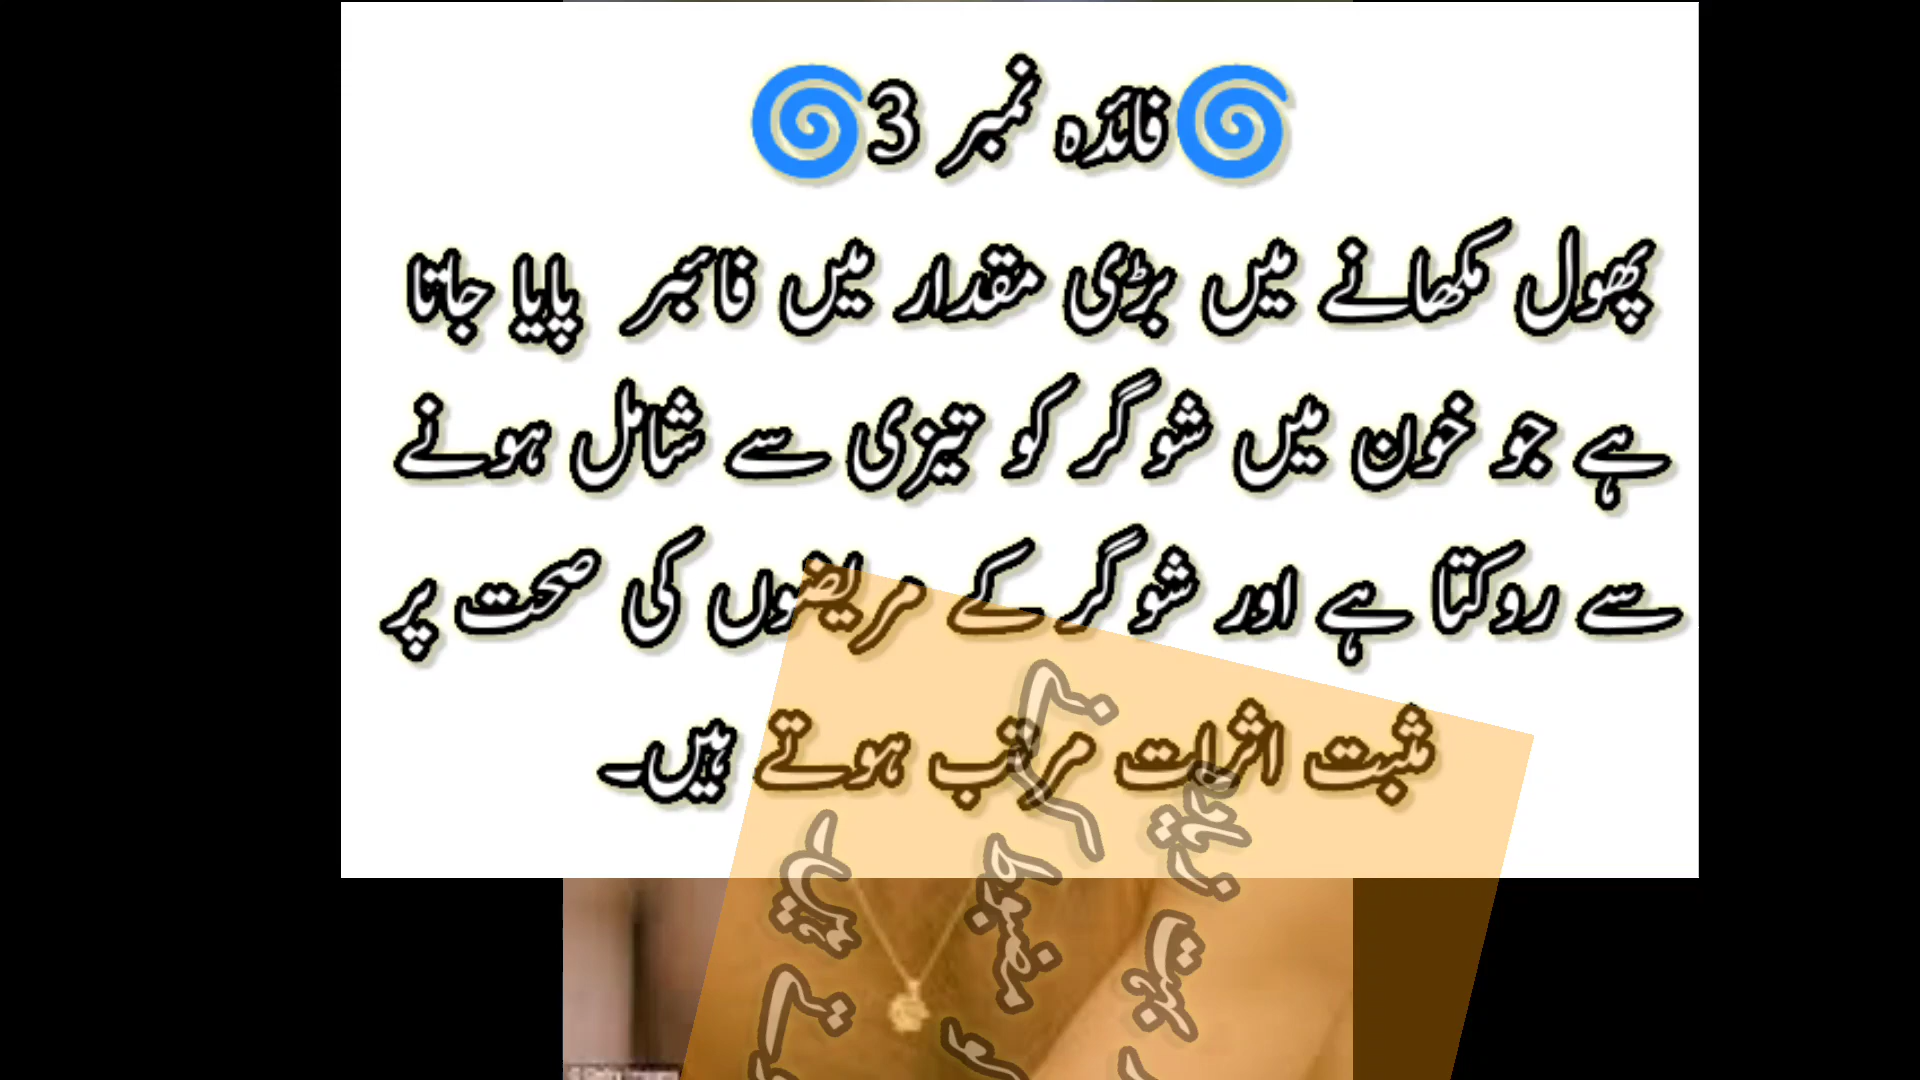 🌀فائدہ نمبر 3🌀
پھول مکھانے میں بڑی مقدار میں فائبر پایا جاتا
ہے جو خون میں شوگر کو تیزی سے شامل ہونے
سے روکتا ہے اور شوگر کے مریضوں کی صحت پر
مثبت اثرات مرتب ہوتے ہیں۔